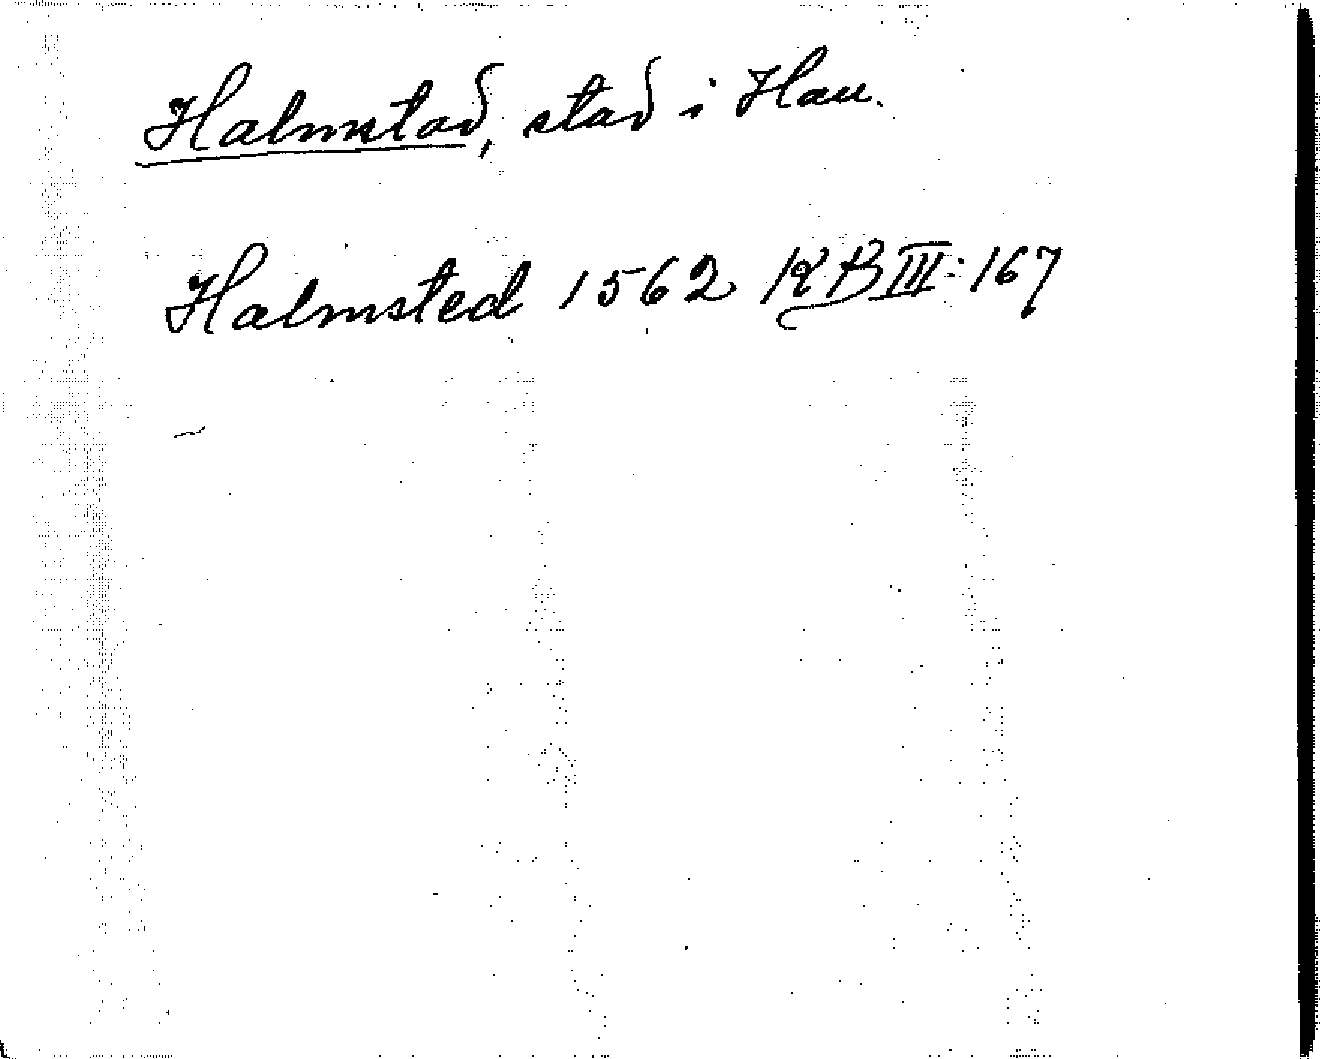 Halmstad, stad i Hall.
Halmsted 1562 KB III: 167